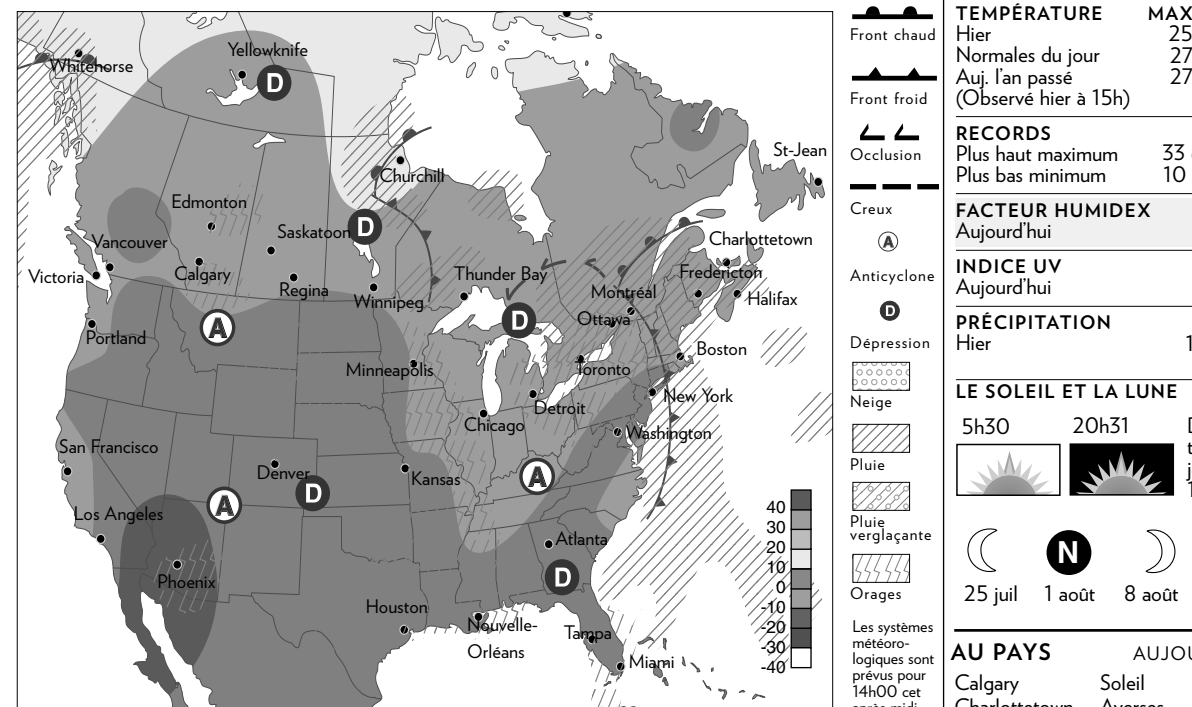 Yellowknife
D
Whitehorse
St-Jean
Churchill
Edmonton
Saskatoon
D
Vancouver
Charlottetown
Victoria
Calgary
Thunder Bay
Fredericton
Regina
Winnipeg
Montréal
Halifax
A
D
Ottawa
Portland
Boston
Minneapolis
Toronto
New York
Detroit
Chicago
Washington
San Francisco
Denver
Kansas
A
A
D
Los Angeles
Atlanta
Phoenix
D
Houston
Nouvelle-
Orléans
Tampa
Miami
40
30
20
10
0
-10
-20
-30
-40
Front chaud
Front froid
Occlusion
Creux
A
Anticyclone
D
Dépression
Neige
Pluie
Pluie
verglaçante
Orages
Les systèmes
météoro-
logiques sont
prévus pour
14h00 cet
après-midi
TEMPÉRATURE MAX
Hier 25
Normales du jour 27
Auj. l'an passé 27
(Observé hier à 15h)
RECORDS
Plus haut maximum 33
Plus bas minimum 10
FACTEUR HUMIDEX
Aujourd'hui
INDICE UV
Aujourd'hui
PRÉCIPITATION
Hier 1
LE SOLEIL ET LA LUNE
5h30 20h31
N
25 juil 1 août 8 août
AU PAYS AUJOU
Calgary Soleil
Charlottetown Averses